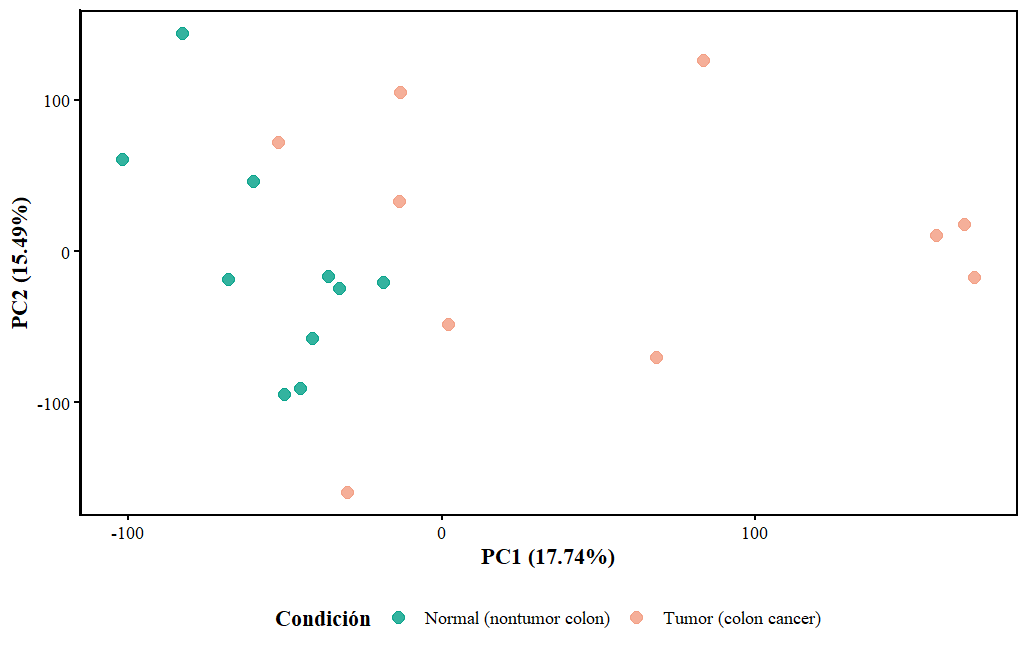 PC2 (15.49%)
100
0
-100
-100
0
100
PC1 (17.74%)
Condición Normal (nontumor colon) Tumor (colon cancer)